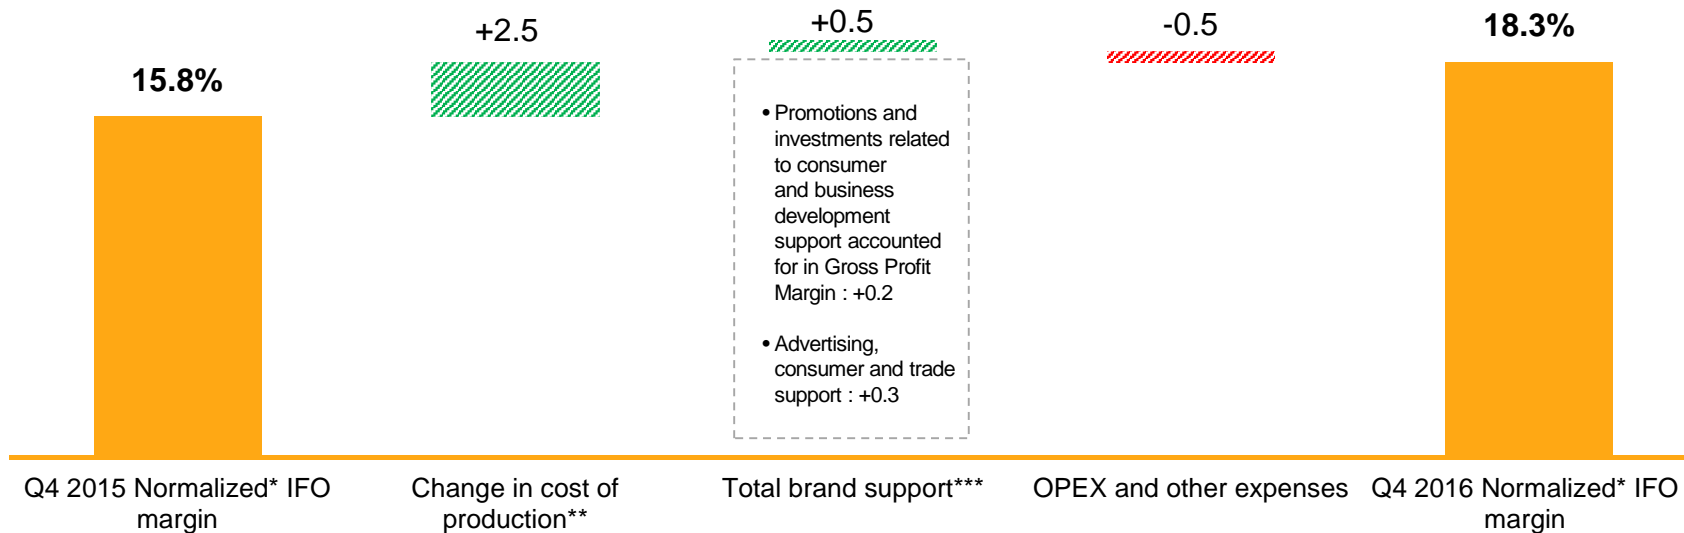 +2.5
+0.5
-0.5
18.3%
15.8%
• Promotions and
investments related
to consumer
and business
development
support accounted
for in Gross Profit
Margin : +0.2
• Advertising,
consumer and trade
support : +0.3
Q4 2015 Normalized* IFO
margin
Change in cost of
production**
Total brand support***
OPEX and other expenses
Q4 2016 Normalized* IFO
margin